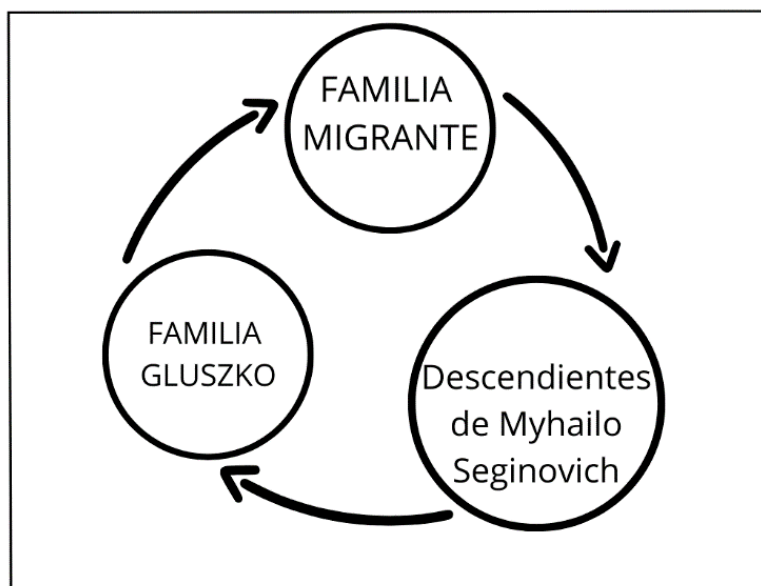 FAMILIA
MIGRANTE
Descendientes
de Myhailo
Seginovich
FAMILIA
GLUSZKO